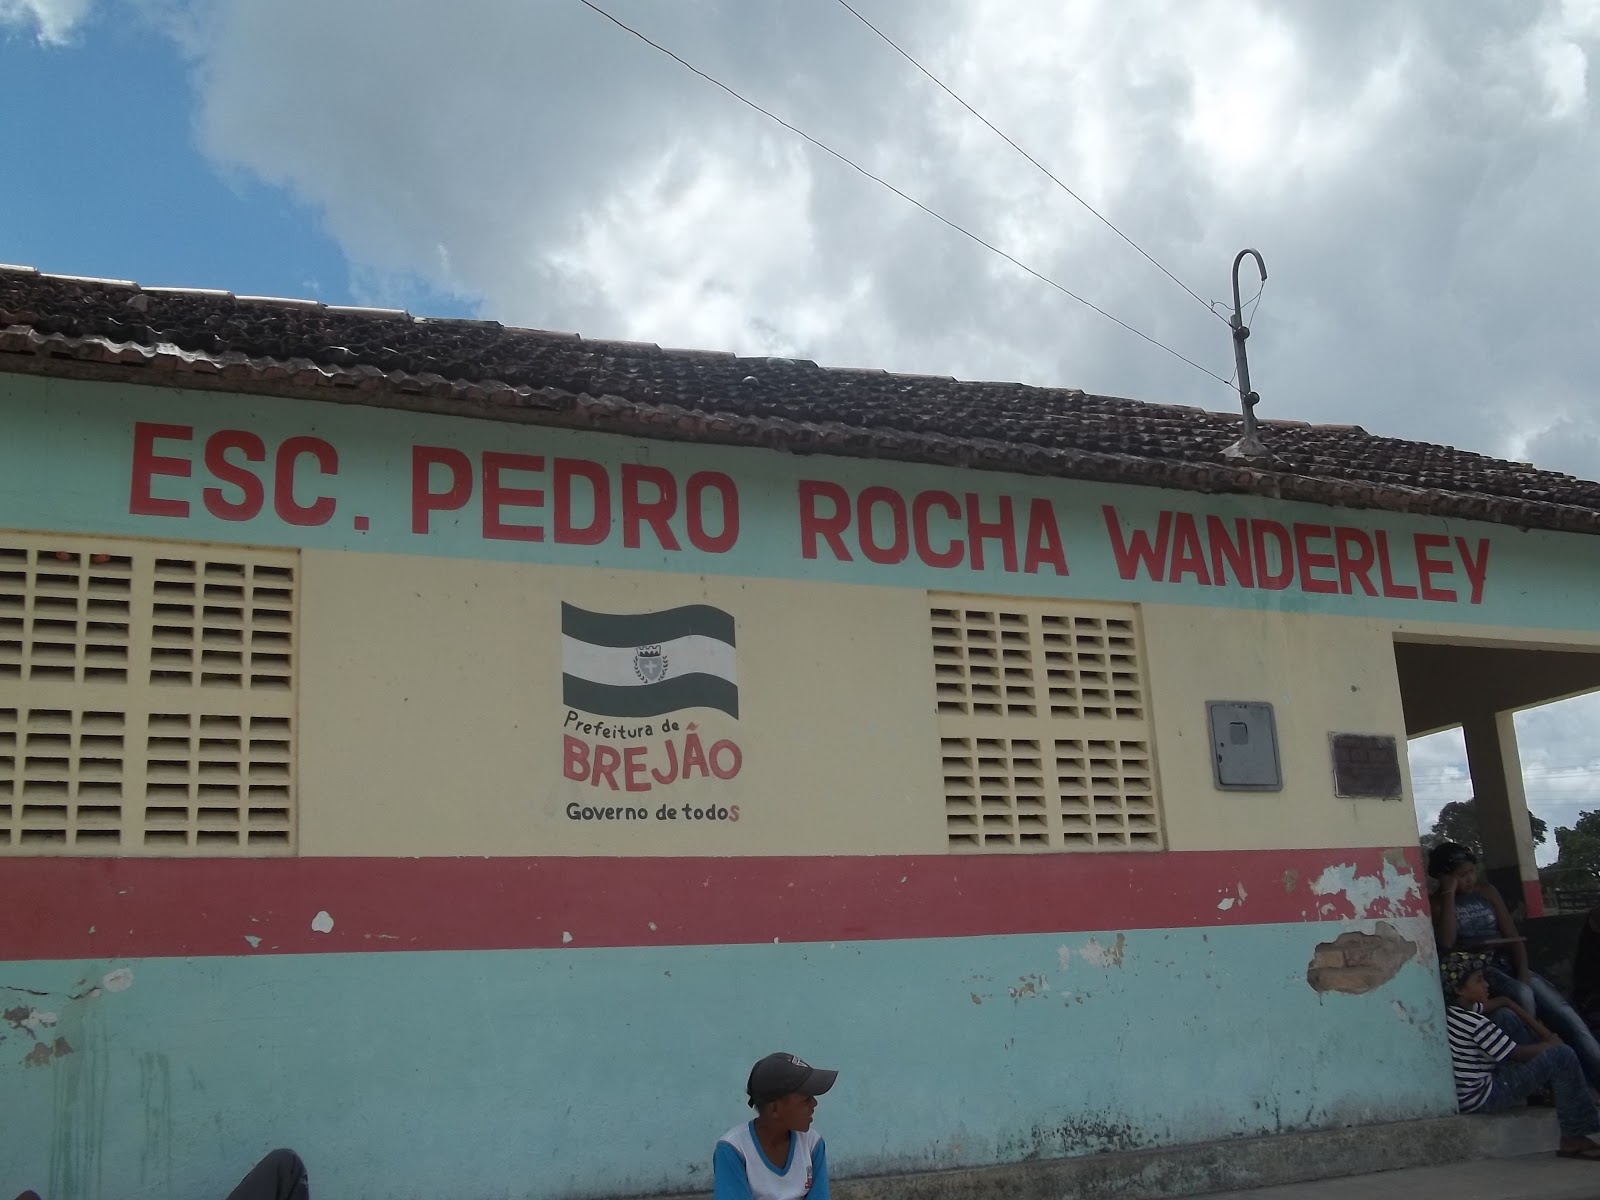 ESC. PEDRO ROCHA WANDERLEY
Prefeitura de
BREJÃO
Governo de todos